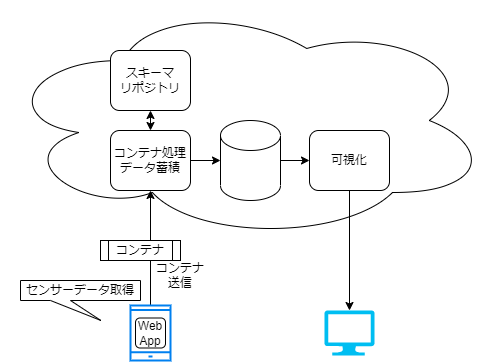 スキーマ
リポジトリ
コンテナ処理
データ蓄積
可視化
コンテナ
コンテナ
送信
センサーデータ取得
Web
App